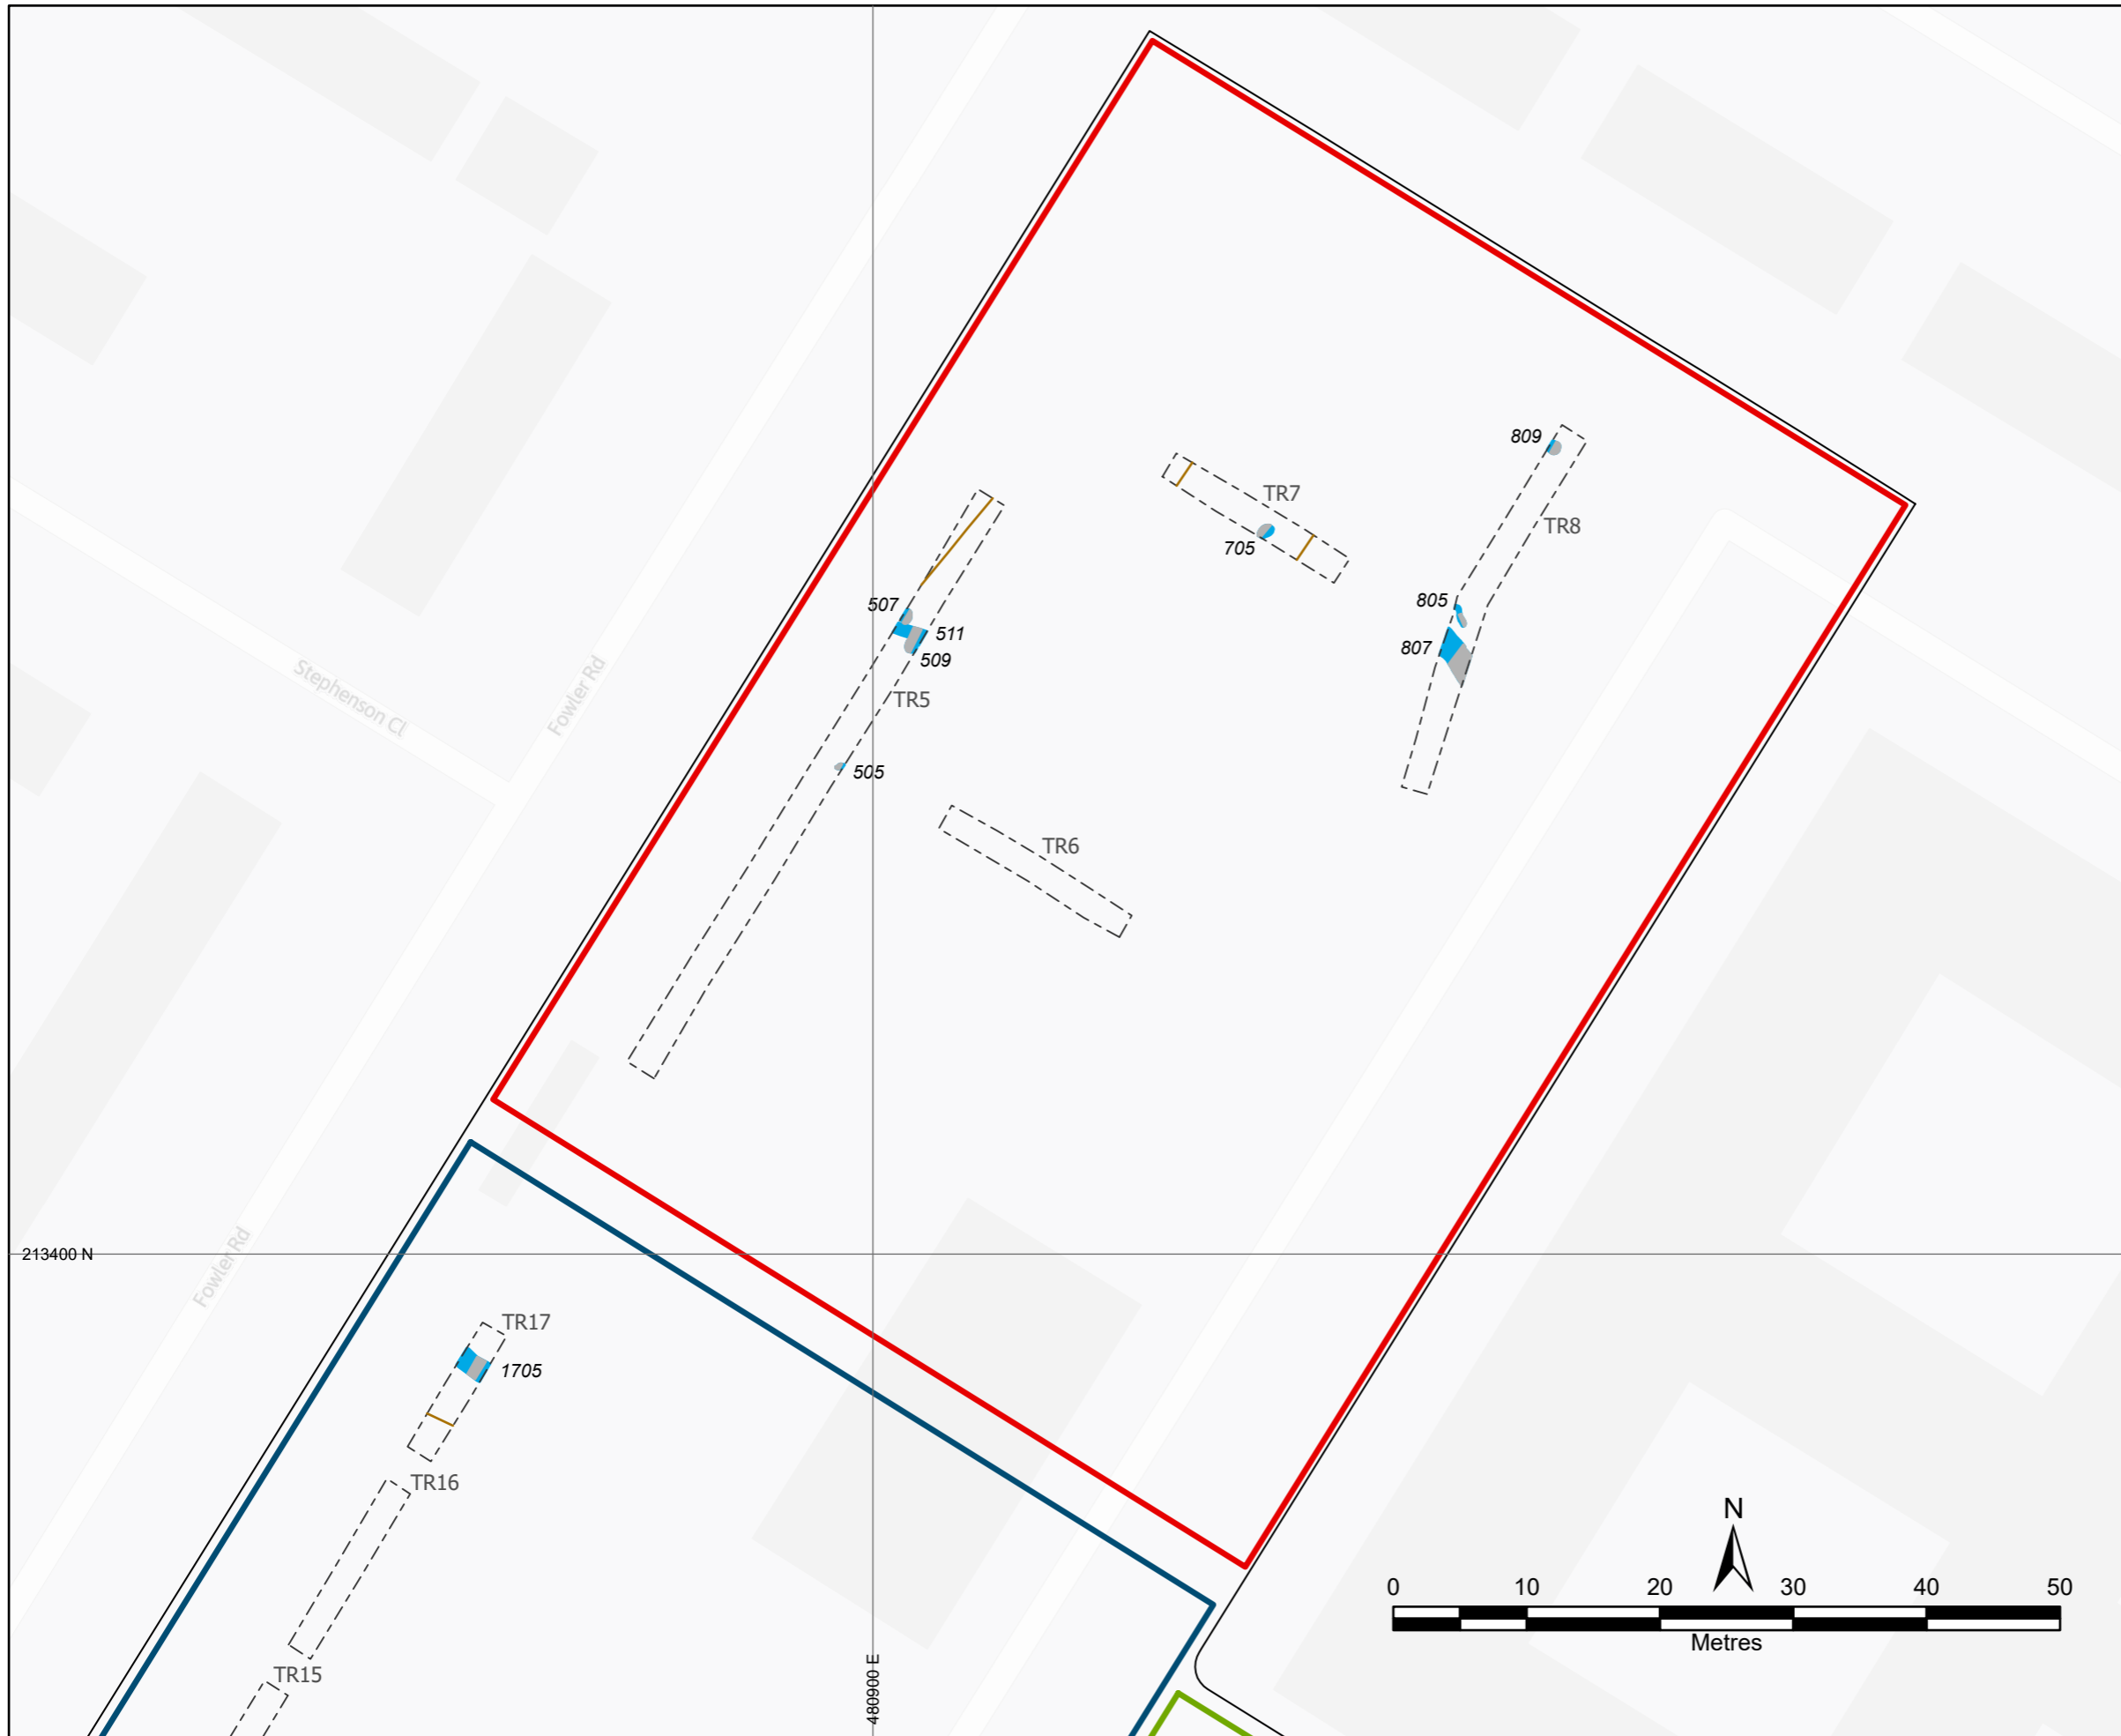 809
TR7
TR8
705
507
805
511
807
509
TR5
Stephenson Cl
Fowler Rd
505
TR6
213400 N
Fowler Rd
TR17
1705
TR16
TR15
480900 E
N
0 10 20 30 40 50
Metres